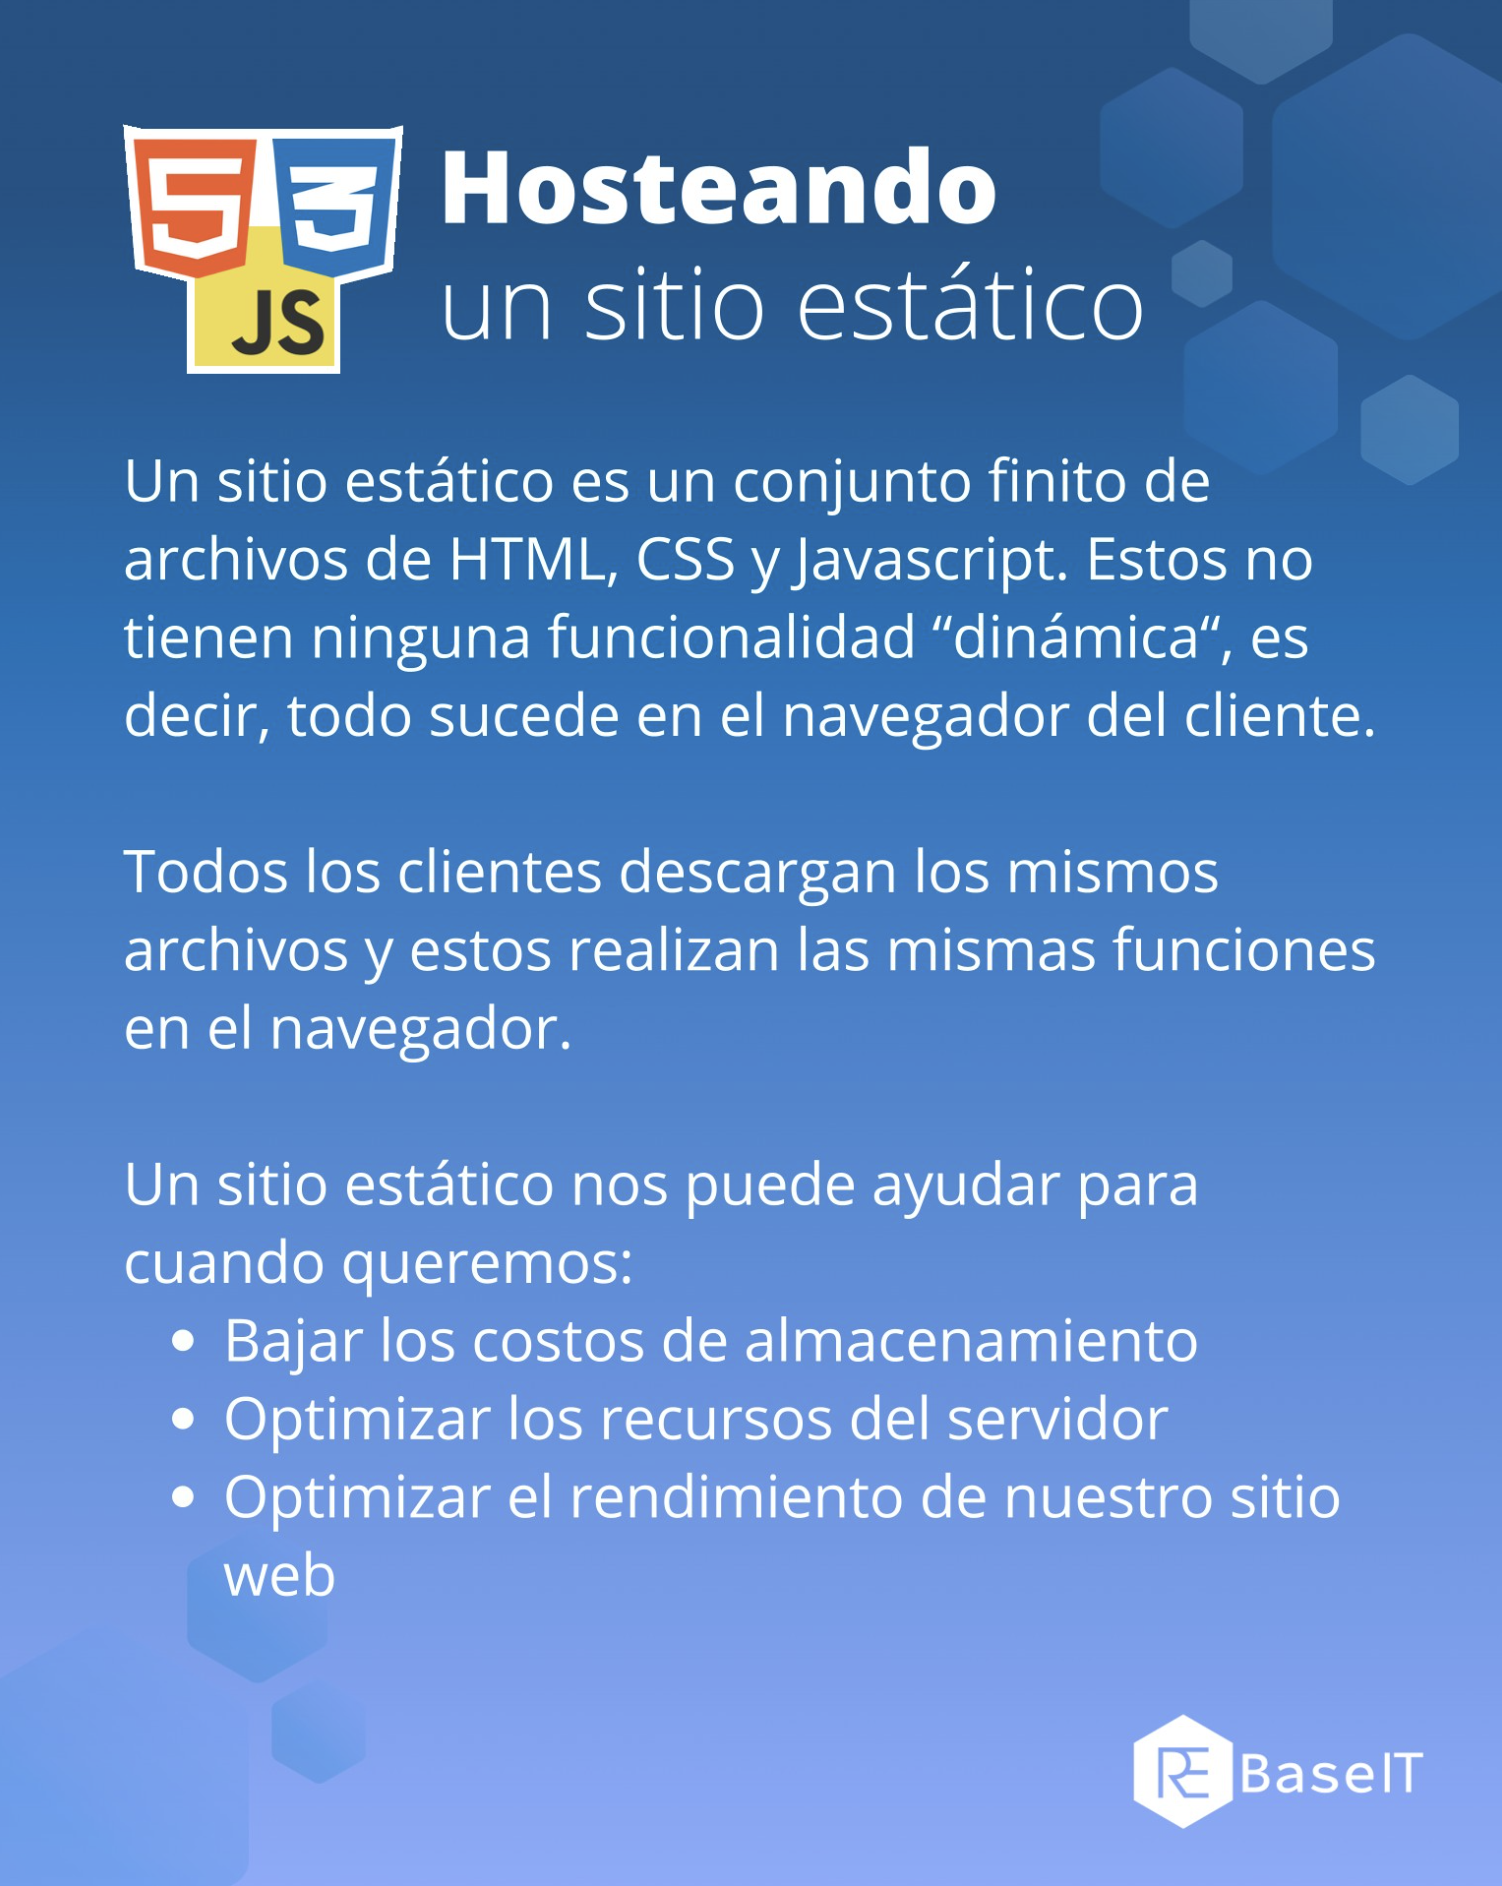 Hosteando
un sitio estático
5
3
JS
Un sitio estático es un conjunto finito de
archivos de HTML, CSS y Javascript. Estos no
tienen ninguna funcionalidad “dinámica“, es
decir, todo sucede en el navegador del cliente.
Todos los clientes descargan los mismos
archivos y estos realizan las mismas funciones
en el navegador.
Un sitio estático nos puede ayudar para
cuando queremos:
• Bajar los costos de almacenamiento
• Optimizar los recursos del servidor
• Optimizar el rendimiento de nuestro sitio
web
RE BaseIT